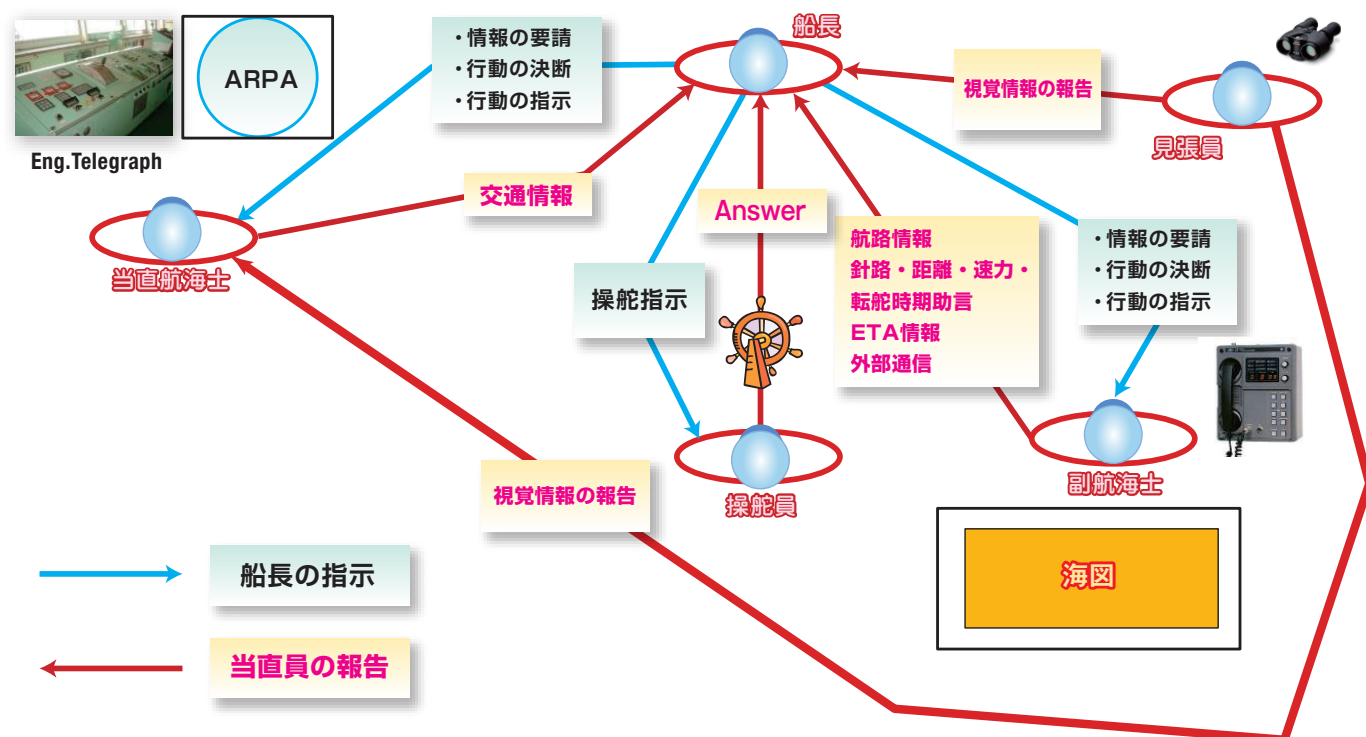 船長
・情報の要請
・行動の決断
・行動の指示
ARPA
視覚情報の報告
見張員
Eng.Telegraph
交通情報
Answer
当直航海士
航路情報
針路・距離・速力・
転舵時期助言
ETA情報
外部通信
・情報の要請
・行動の決断
・行動の指示
操舵指示
視覚情報の報告
操舵員
副航海士
船長の指示
海図
当直員の報告